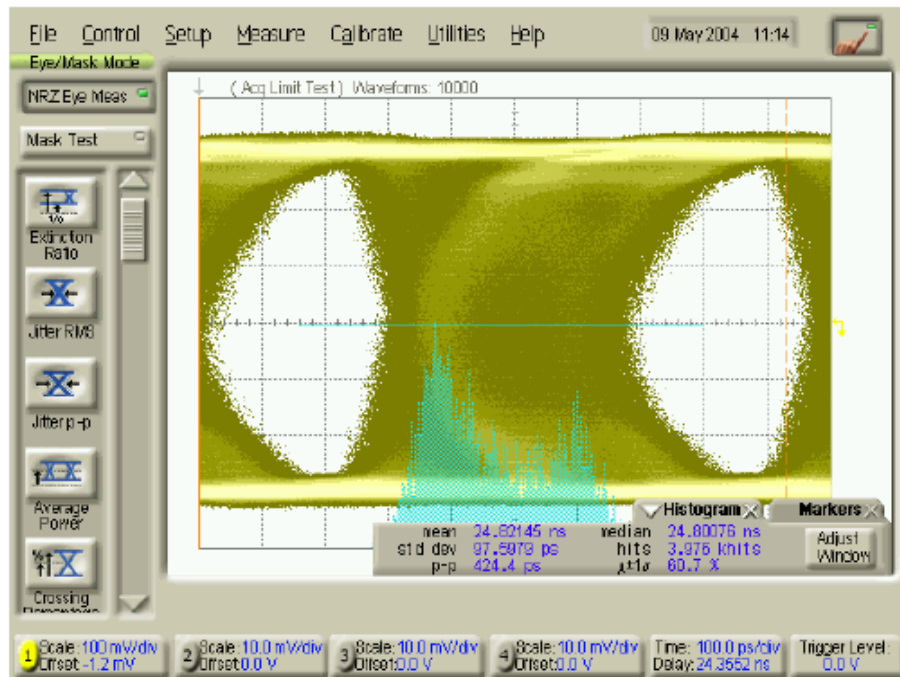 File Control Setup Measure Calibrate Utilities Help 09 May 2004 11:14
Eye/Mask Mode
NRZ Eye Meas
Mask Test
( Acq Limit Test ) Waveforms: 10000
Extinction
Ratio
Jitter RMS
Jitter p-p
Average
Power
Crossing
Histogram Markers
mean 24.82145 ns median 24.80076 ns
std dev 97.5979 ps hits 3.976 khits
p-p 424.4 ps µ±1σ 60.7 %
Adjust
Window
1 Scale: 100 mV/div
Offset: -1.2 mV
2 Scale: 10.0 mV/div
Offset: 0.0 V
3 Scale: 10.0 mV/div
Offset: 0.0 V
4 Scale: 10.0 mV/div
Offset: 0.0 V
Time: 100.0 ps/div
Delay: 24.3552 ns
Trigger Level:
0.0 V